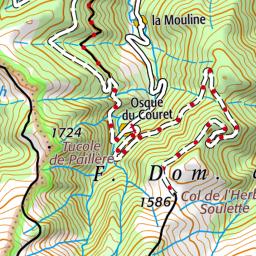 la Mouline
Osque
du Couret
1724
Tucole
de Paillère
F. Dom.
Col de l'Herb
1586
Soulette